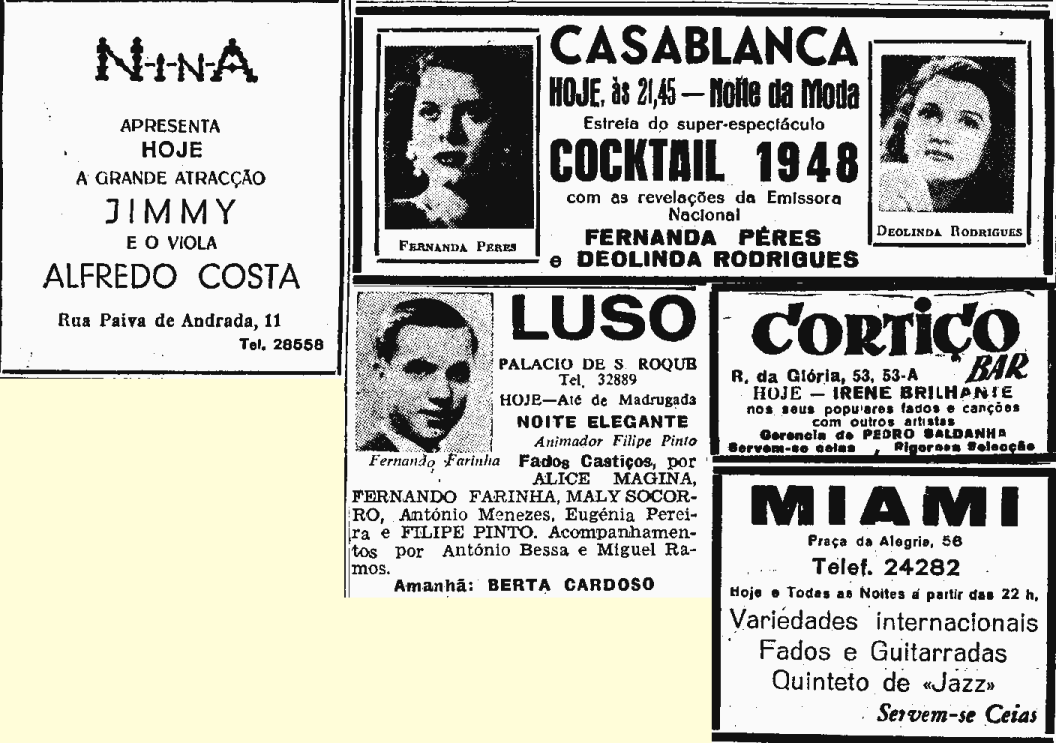 N-I-N-A
APRESENTA
HOJE
A GRANDE ATRACÇÃO
JIMMY
E O VIOLA
ALFREDO COSTA
Rua Paiva de Andrada, 11
Tel. 28558
CASABLANCA
HOJE, às 21,45 — Noite da Moda
Estreia do super-espectáculo
COCKTAIL 1948
com as revelações da Emissora
Nacional
FERNANDA PÉRES
e DEOLINDA RODRIGUES
FERNANDA PERES
DEOLINDA RODRIGUES
LUSO
PALACIO DE S. ROQUE
Tel. 32889
HOJE—Até de Madrugada
NOITE ELEGANTE
Animador Filipe Pinto
Fernando Farinha
Fados Castiços, por
ALICE MAGINA,
FERNANDO FARINHA, MALY SOCOR-
RO, António Menezes, Eugénia Perei-
ra e FILIPE PINTO. Acompanhamen-
tos por António Bessa e Miguel Ra-
mos.
Amanhã: BERTA CARDOSO
CORTIÇO
BAR
R. da Glória, 53, 53-A
HOJE — IRENE BRILHANTE
nos seus populares fados e canções
com outros artistas
Gerencia de PEDRO SALDANHA
Servem-se ceias, Rigorosa Selecção
MIAMI
Praça da Alegria, 56
Telef. 24282
Hoje e Todas as Noites a partir das 22 h.
Variedades internacionais
Fados e Guitarradas
Quinteto de «Jazz»
Servem-se Ceias